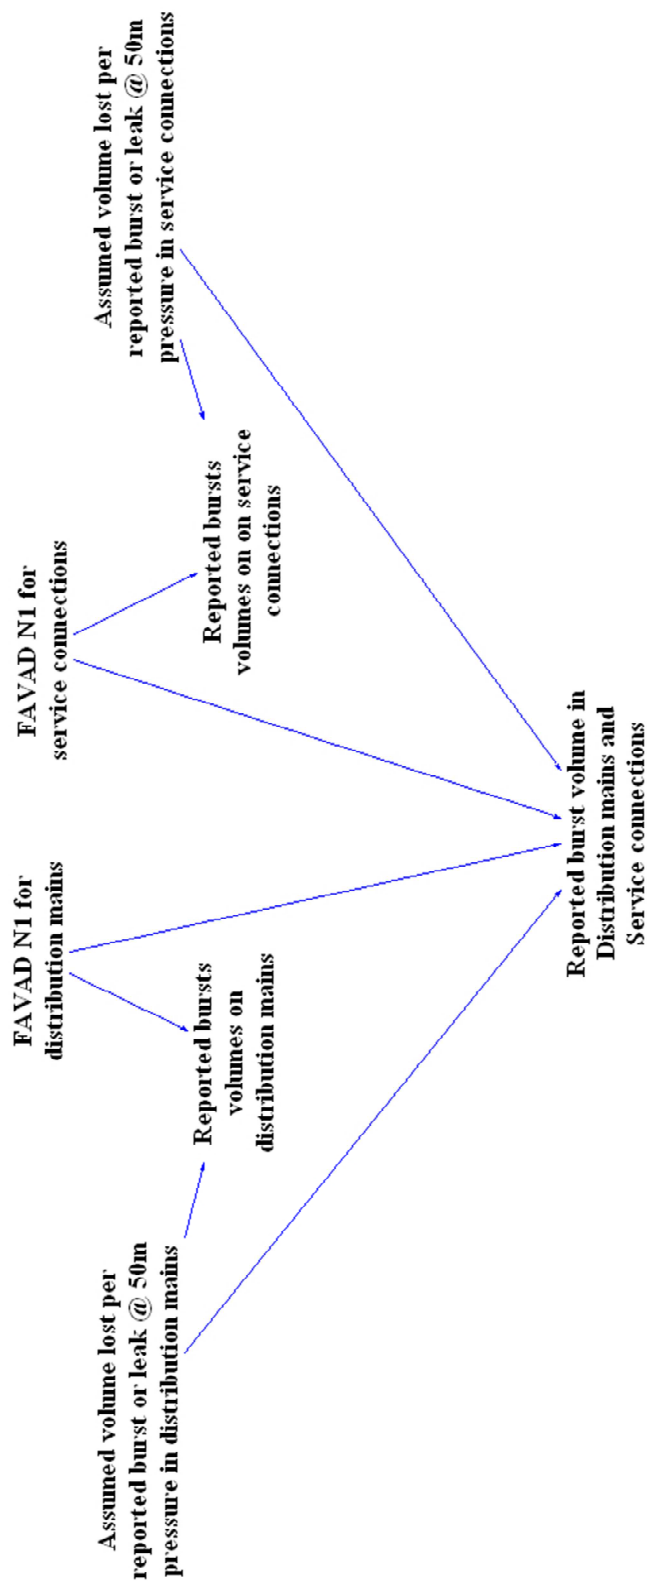 Assumed volume lost per
reported burst or leak @ 50m
pressure in distribution mains
FAVAD N1 for
distribution mains
Reported bursts
volumes on
distribution mains
FAVAD N1 for
service connections
Reported bursts
volumes on on service
connections
Assumed volume lost per
reported burst or leak @ 50m
pressure in service connections
Reported burst volume in
Distribution mains and
Service connections